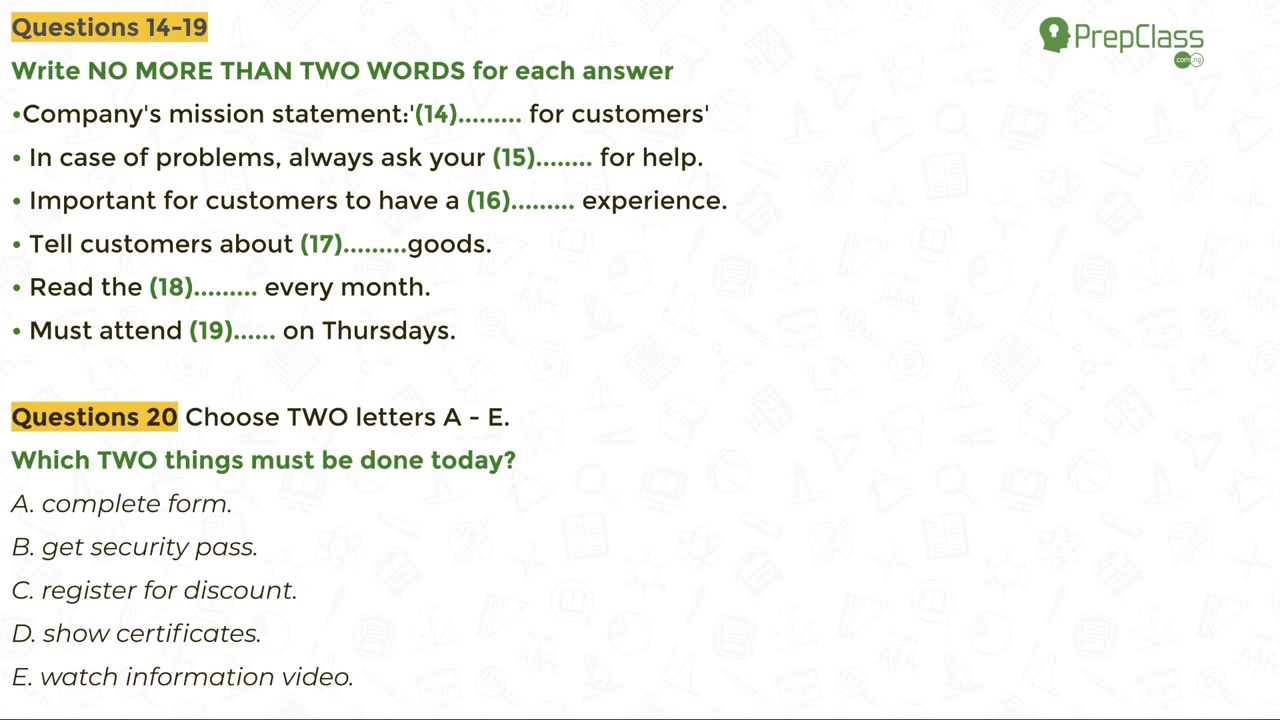 Questions 14-19
PrepClass
.com .ng
Write NO MORE THAN TWO WORDS for each answer
•Company's mission statement:'(14)......... for customers'
• In case of problems, always ask your (15)........ for help.
• Important for customers to have a (16)......... experience.
• Tell customers about (17).........goods.
• Read the (18)......... every month.
• Must attend (19)...... on Thursdays.
Questions 20 Choose TWO letters A - E.
Which TWO things must be done today?
A. complete form.
B. get security pass.
C. register for discount.
D. show certificates.
E. watch information video.